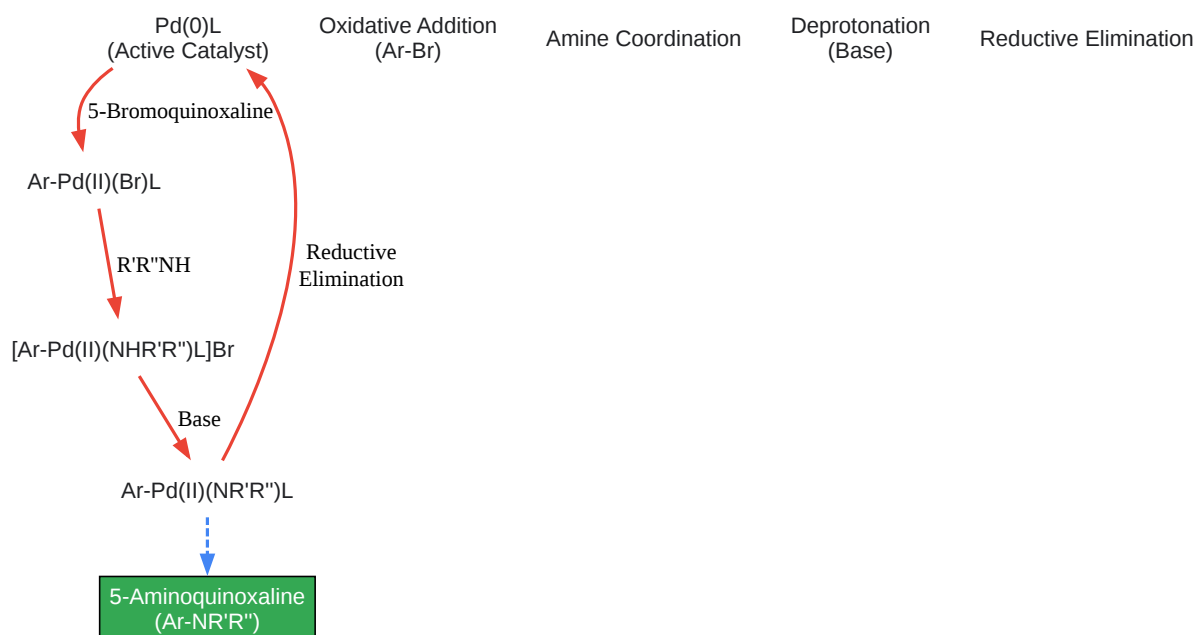 Pd(0)L
(Active Catalyst)
Oxidative Addition
(Ar-Br)
Amine Coordination
Deprotonation
(Base)
Reductive Elimination
5-Bromoquinoxaline
Ar-Pd(II)(Br)L
R'R"NH
Reductive
Elimination
[Ar-Pd(II)(NHR'R")L]Br
Base
Ar-Pd(II)(NR'R")L
5-Aminoquinoxaline
(Ar-NR'R")